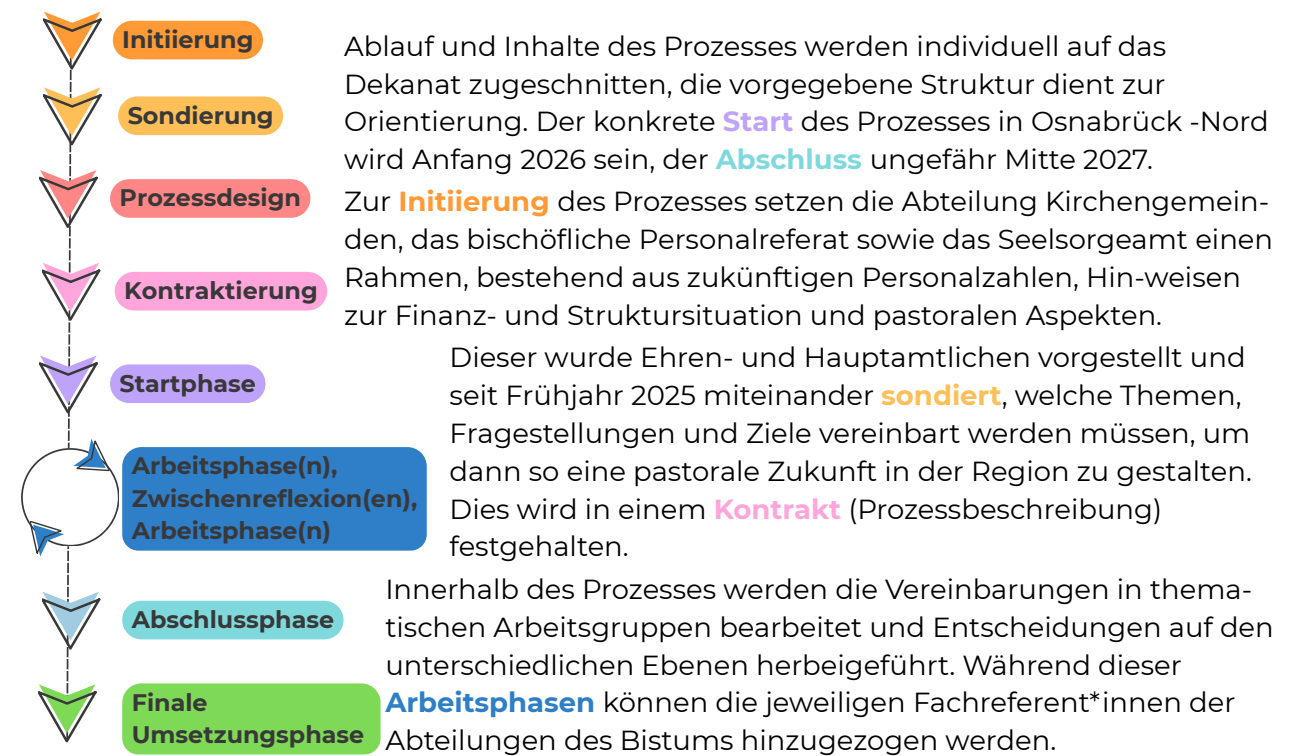 Initiierung
Sondierung
Prozessdesign
Kontraktierung
Startphase
Arbeitsphase(n),
Zwischenreflexion(en),
Arbeitsphase(n)
Abschlussphase
Finale
Umsetzungsphase
Ablauf und Inhalte des Prozesses werden individuell auf das
Dekanat zugeschnitten, die vorgegebene Struktur dient zur
Orientierung. Der konkrete Start des Prozesses in Osnabrück -Nord
wird Anfang 2026 sein, der Abschluss ungefähr Mitte 2027.
Zur Initiierung des Prozesses setzen die Abteilung Kirchengemein-
den, das bischöfliche Personalreferat sowie das Seelsorgeamt einen
Rahmen, bestehend aus zukünftigen Personalzahlen, Hin-weisen
zur Finanz- und Struktursituation und pastoralen Aspekten.
Dieser wurde Ehren- und Hauptamtlichen vorgestellt und
seit Frühjahr 2025 miteinander sondiert, welche Themen,
Fragestellungen und Ziele vereinbart werden müssen, um
dann so eine pastorale Zukunft in der Region zu gestalten.
Dies wird in einem Kontrakt (Prozessbeschreibung)
festgehalten.
Innerhalb des Prozesses werden die Vereinbarungen in thema-
tischen Arbeitsgruppen bearbeitet und Entscheidungen auf den
unterschiedlichen Ebenen herbeigeführt. Während dieser
Arbeitsphasen können die jeweiligen Fachreferent*innen der
Abteilungen des Bistums hinzugezogen werden.